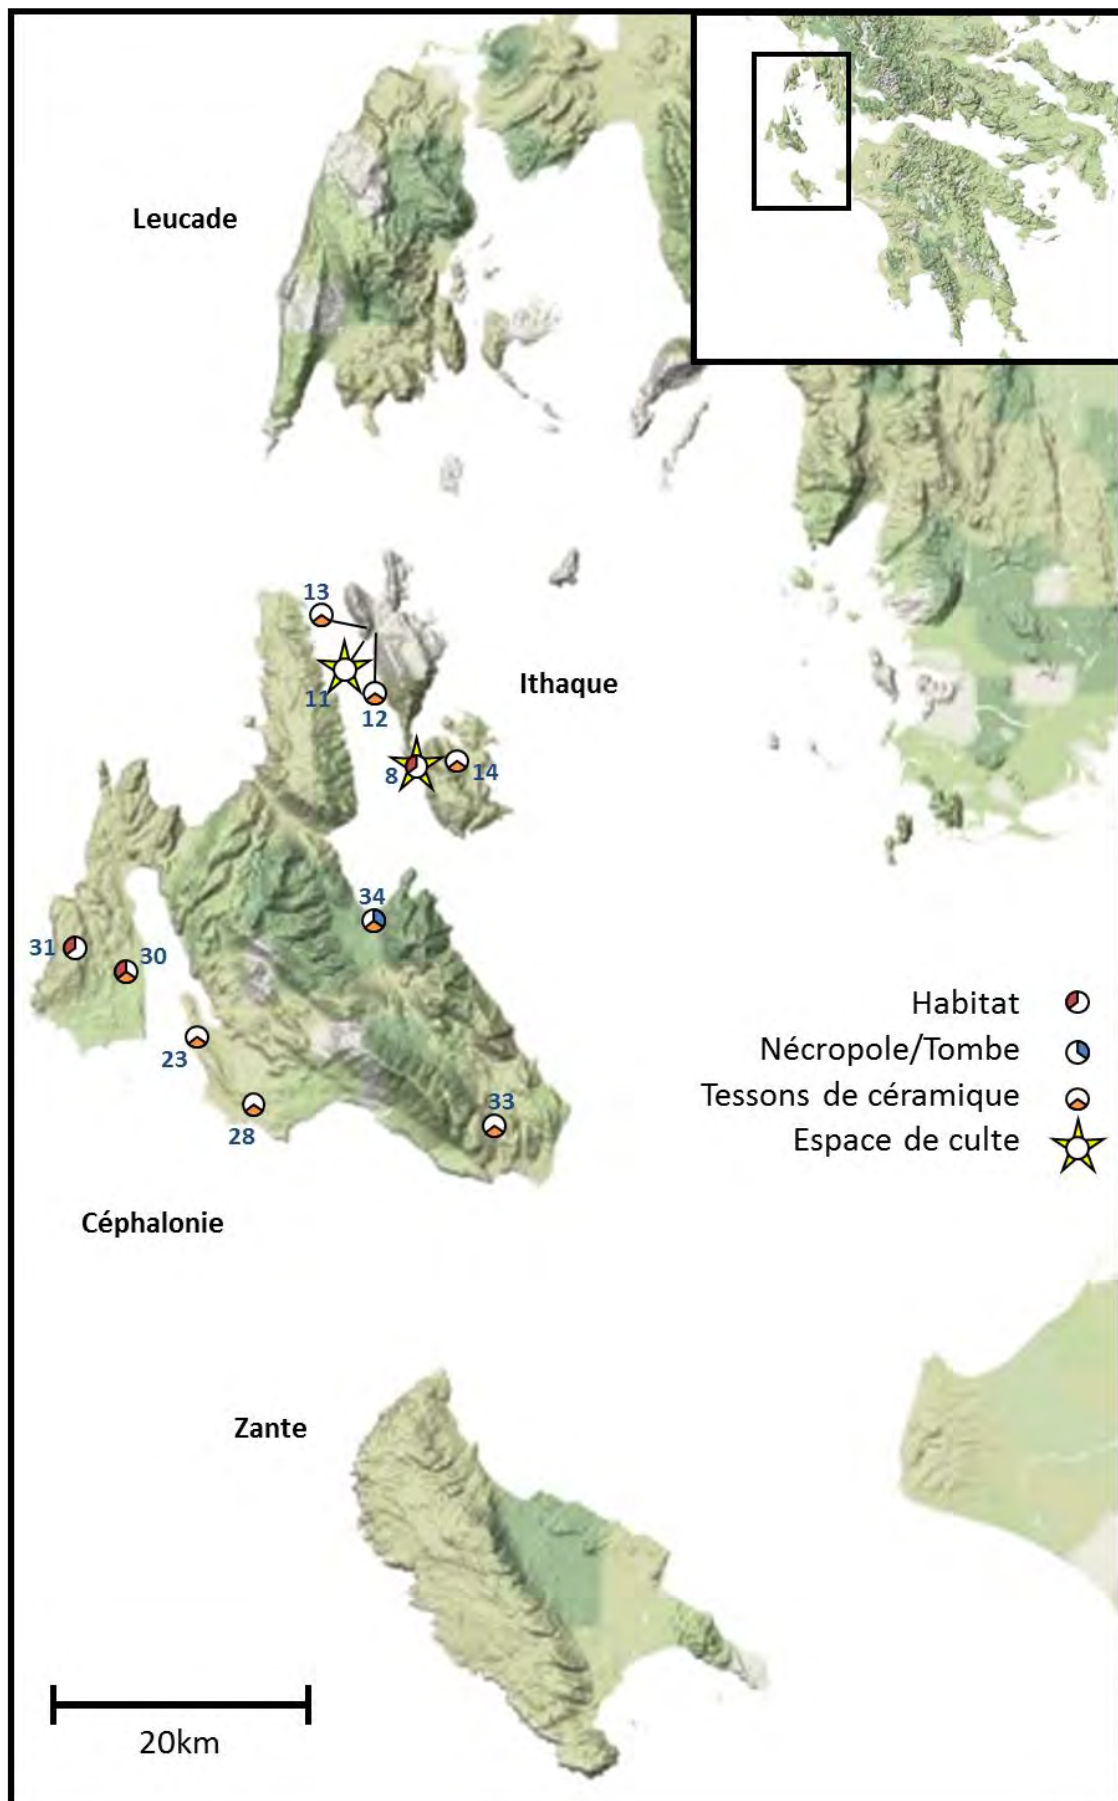 Leucade
13
11
12
Ithaque
8
14
34
31
30
23
28
33
Habitat
Nécropole/Tombe
Tessons de céramique
Espace de culte
Céphalonie
Zante
20km